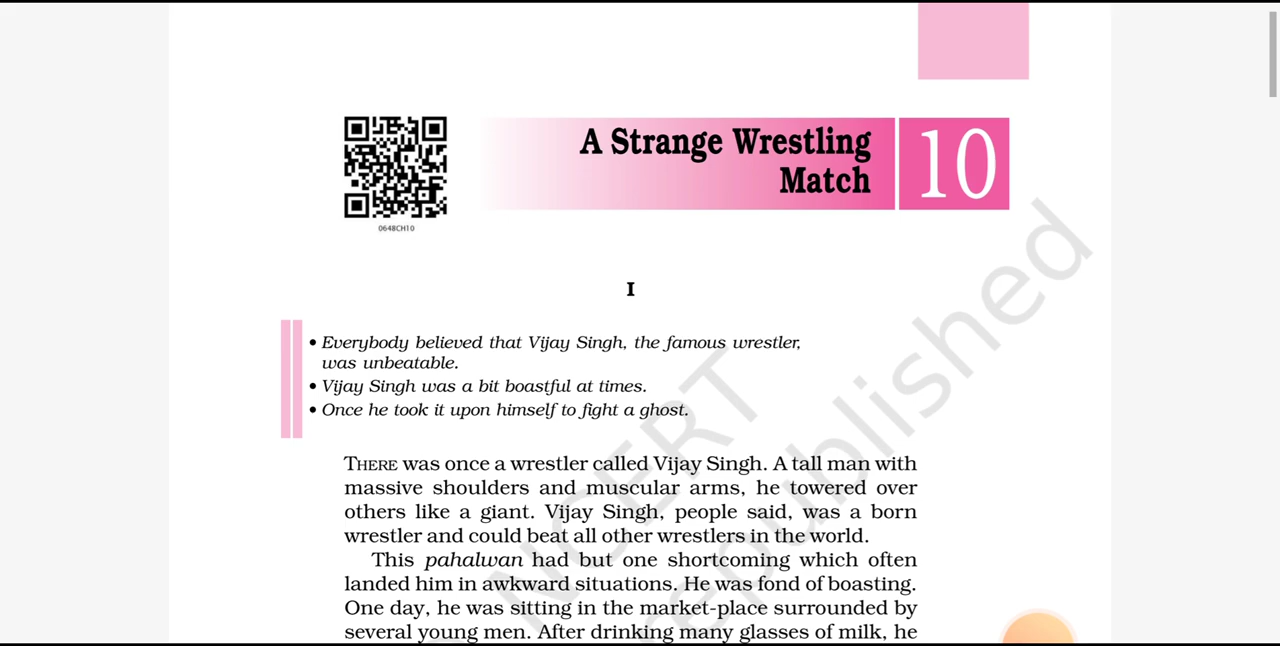 A Strange Wrestling
Match
10
0648CH10
I
• Everybody believed that Vijay Singh, the famous wrestler,
was unbeatable.
• Vijay Singh was a bit boastful at times.
• Once he took it upon himself to fight a ghost.
THERE was once a wrestler called Vijay Singh. A tall man with
massive shoulders and muscular arms, he towered over
others like a giant. Vijay Singh, people said, was a born
wrestler and could beat all other wrestlers in the world.
This pahalwan had but one shortcoming which often
landed him in awkward situations. He was fond of boasting.
One day, he was sitting in the market-place surrounded by
several young men. After drinking many glasses of milk, he
NCERT
epublished